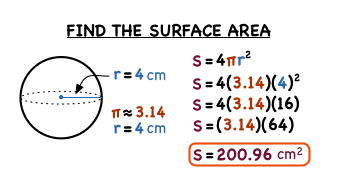 FIND THE SURFACE AREA
r = 4 cm
π ≈ 3.14
r = 4 cm
S = 4πr²
S = 4(3.14)(4)²
S = 4(3.14)(16)
S = (3.14)(64)
S = 200.96 cm²